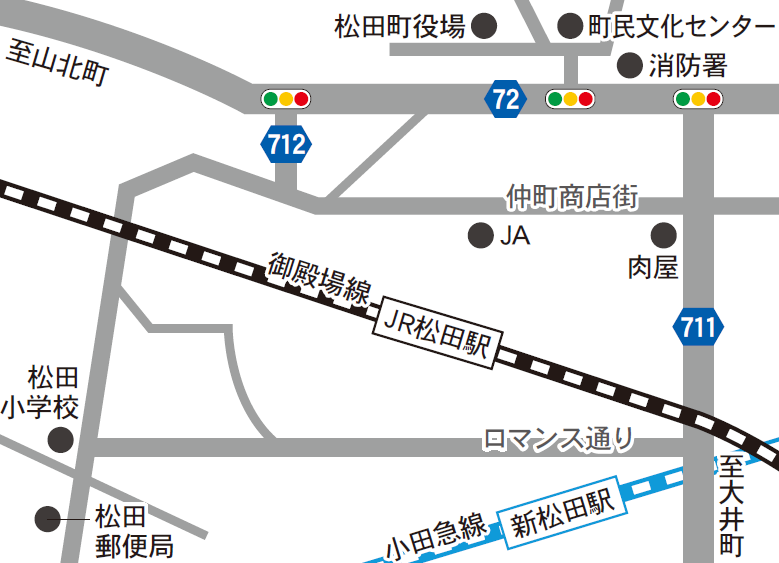 松田町役場
町民文化センター
至山北町
消防署
72
712
仲町商店街
JA
肉屋
御殿場線
JR松田駅
711
松田
小学校
ロマンス通り
至大井町
新松田駅
小田急線
松田
郵便局